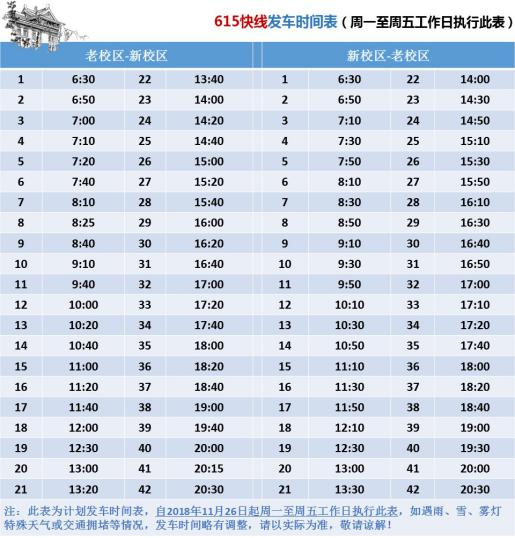 615快线发车时间表（周一至周五工作日执行此表）
老校区-新校区 新校区-老校区
1 6:30 22 13:40 1 6:30 22 14:00
2 6:50 23 14:00 2 6:50 23 14:30
3 7:00 24 14:20 3 7:10 24 14:50
4 7:10 25 14:40 4 7:30 25 15:10
5 7:20 26 15:00 5 7:50 26 15:30
6 7:40 27 15:20 6 8:10 27 15:50
7 8:10 28 15:40 7 8:30 28 16:10
8 8:25 29 16:00 8 8:50 29 16:30
9 8:40 30 16:20 9 9:10 30 16:40
10 9:10 31 16:40 10 9:30 31 16:50
11 9:40 32 17:00 11 9:50 32 17:00
12 10:00 33 17:20 12 10:10 33 17:10
13 10:20 34 17:40 13 10:30 34 17:20
14 10:40 35 18:00 14 10:50 35 17:40
15 11:00 36 18:20 15 11:10 36 18:00
16 11:20 37 18:40 16 11:30 37 18:20
17 11:40 38 19:00 17 11:50 38 18:40
18 12:00 39 19:40 18 12:10 39 19:00
19 12:30 40 20:00 19 12:30 40 19:30
20 13:00 41 20:15 20 13:00 41 20:00
21 13:20 42 20:30 21 13:30 42 20:30
注：此表为计划发车时间表，自2018年11月26日起周一至周五工作日执行此表，如遇雨、雪、雾灯
特殊天气或交通拥堵等情况，发车时间略有调整，请以实际为准，敬请谅解！